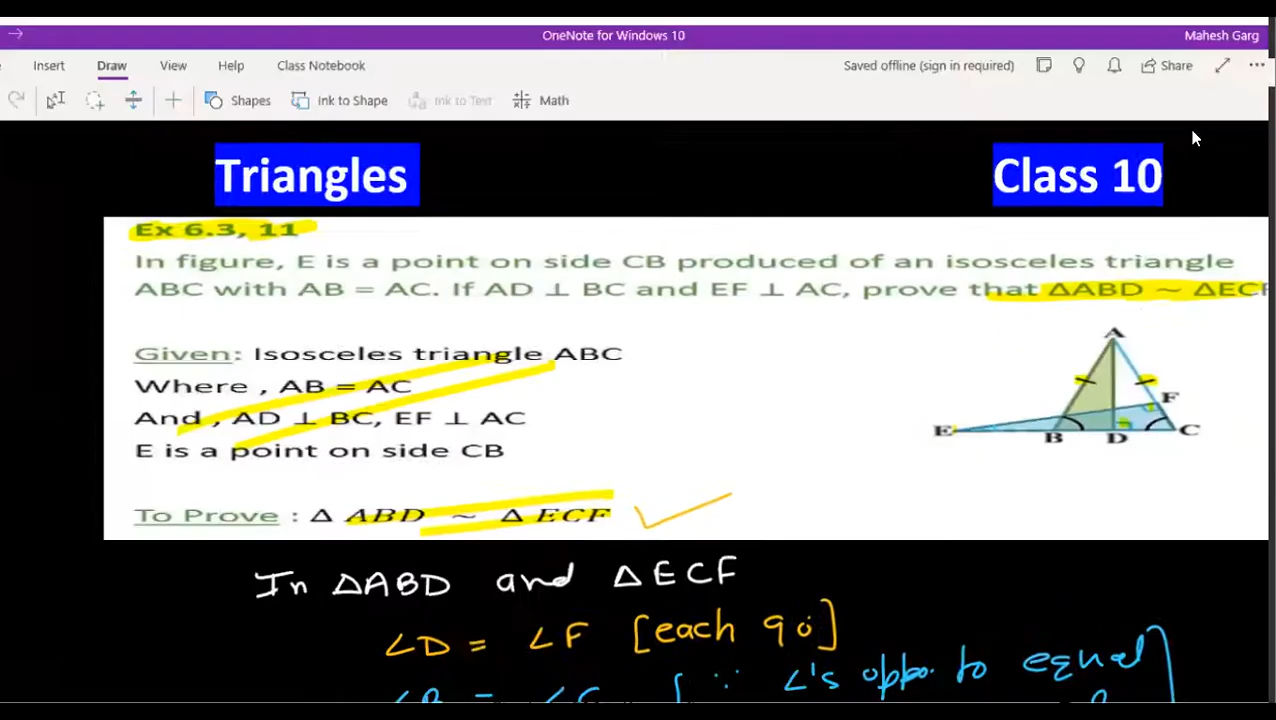 OneNote for Windows 10
Mahesh Garg
Insert Draw View Help Class Notebook Saved offline (sign in required) Share
Shapes Ink to Shape Ink to Text Math
Triangles Class 10
Ex 6.3, 11
In figure, E is a point on side CB produced of an isosceles triangle
ABC with AB = AC. If AD ⊥ BC and EF ⊥ AC, prove that ΔABD ~ ΔECF
Given: Isosceles triangle ABC
Where , AB = AC
And , AD ⊥ BC, EF ⊥ AC
E is a point on side CB
To Prove : Δ ABD ~ Δ ECF
A
F
E B D C
In ΔABD and ΔECF
∠D = ∠F [each 90°]
∠B = ∠C [∵ ∠'s oppo. to equal